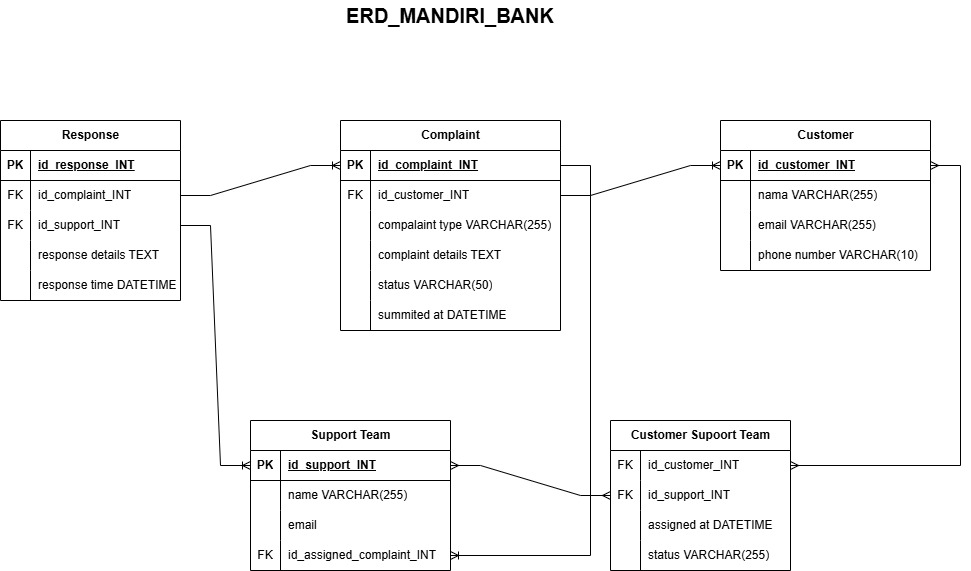 ERD_MANDIRI_BANK
Response
PK id_response_INT
FK id_complaint_INT
FK id_support_INT
response details TEXT
response time DATETIME
Complaint
PK id_complaint_INT
FK id_customer_INT
compalaint type VARCHAR(255)
complaint details TEXT
status VARCHAR(50)
summited at DATETIME
Customer
PK id_customer_INT
nama VARCHAR(255)
email VARCHAR(255)
phone number VARCHAR(10)
Support Team
PK id_support_INT
name VARCHAR(255)
email
FK id_assigned_complaint_INT
Customer Supoort Team
FK id_customer_INT
FK id_support_INT
assigned at DATETIME
status VARCHAR(255)